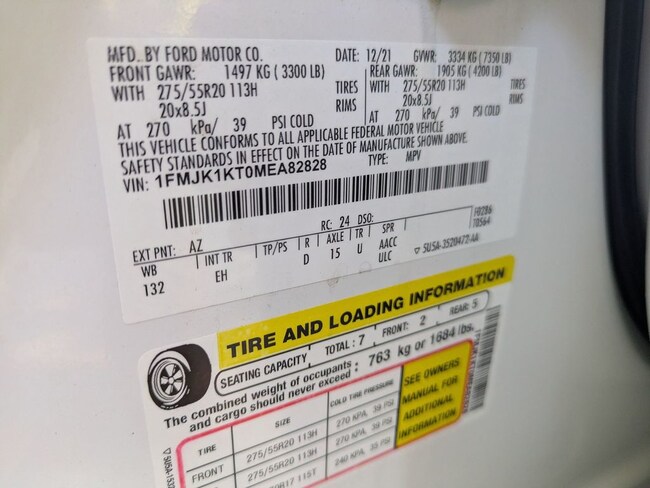 MFD. BY FORD MOTOR CO.
DATE: 12/21 GVWR: 3334 KG ( 7350 LB)
FRONT GAWR: 1497 KG ( 3300 LB)
REAR GAWR: 1905 KG ( 4200 LB)
WITH 275/55R20 113H TIRES
WITH 275/55R20 113H TIRES
20x8.5J RIMS
20x8.5J RIMS
AT 270 kPa/ 39 PSI COLD
AT 270 kPa/ 39 PSI COLD
THIS VEHICLE CONFORMS TO ALL APPLICABLE FEDERAL MOTOR VEHICLE
SAFETY STANDARDS IN EFFECT ON THE DATE OF MANUFACTURE SHOWN ABOVE.
VIN: 1FMJK1KT0MEA82828 TYPE: MPV
F0286
T0564
EXT PNT: AZ RC: 24 DSO:
WB INT TR TP/PS R AXLE TR SPR
132 EH D 15 U AACC
ULC
5U5A-3520472-AA
TIRE AND LOADING INFORMATION
SEATING CAPACITY TOTAL: 7 FRONT: 2 REAR: 5
The combined weight of occupants
and cargo should never exceed : 763 kg or 1684 lbs.
TIRE SIZE COLD TIRE PRESSURE
FRONT 275/55R20 113H 270 KPA, 39 PSI
275/55R20 113H 270 KPA, 39 PSI
SEE OWNERS
MANUAL FOR
ADDITIONAL
INFORMATION